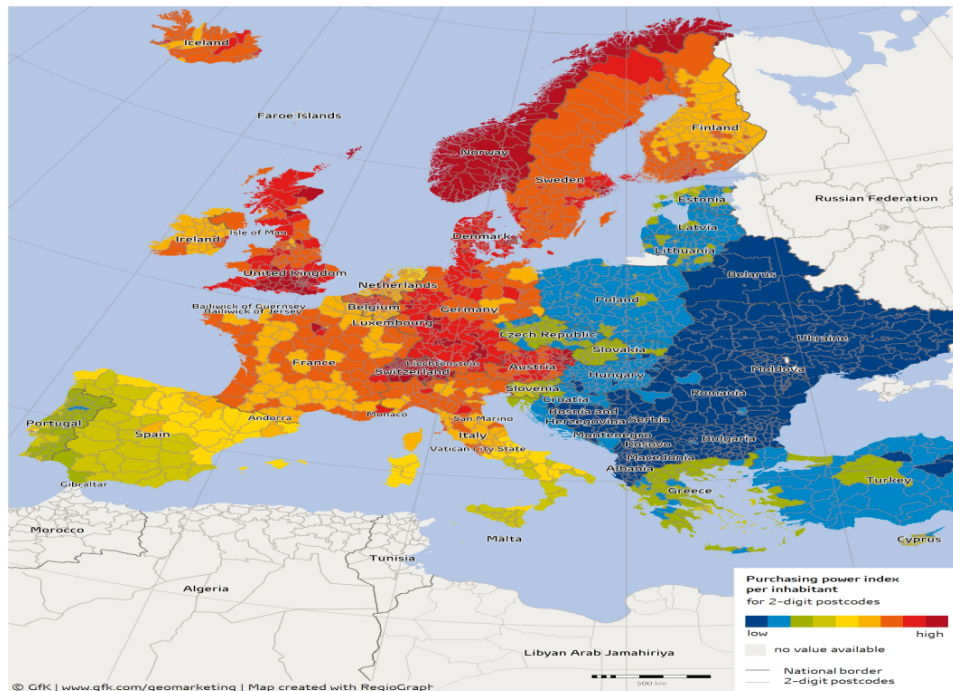 Iceland
Faroe Islands
Norway
Finland
Sweden
Estonia
Russian Federation
Latvia
Lithuania
Denmark
Ireland
Isle of Man
United Kingdom
Belarus
Netherlands
Bailiwick of Guernsey
Bailiwick of Jersey
Belgium
Germany
Poland
Luxembourg
Czech Republic
Ukraine
Slovakia
France
Liechtenstein
Switzerland
Austria
Moldova
Hungary
Slovenia
Romania
Croatia
Andorra
Monaco
San Marino
Bosnia and
Herzegovina
Serbia
Portugal
Spain
Italy
Montenegro
Bulgaria
Kosovo
Vatican City State
Macedonia
Albania
Gibraltar
Greece
Turkey
Morocco
Malta
Cyprus
Tunisia
Algeria
Libyan Arab Jamahiriya
Purchasing power index
per inhabitant
for 2-digit postcodes
low high
no value available
National border
2-digit postcodes
500 km
© GfK | www.gfk.com/geomarketing | Map created with RegioGraph